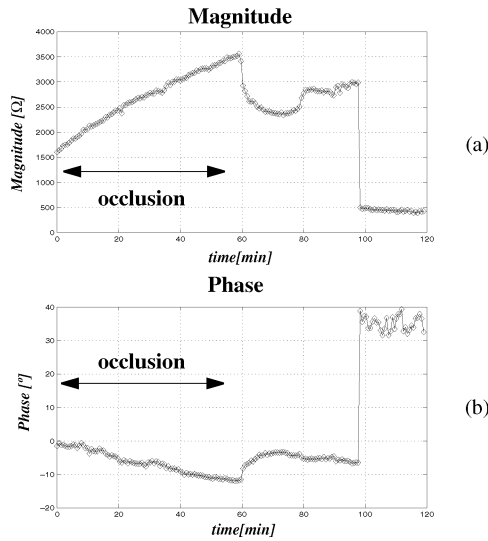 Magnitude
4000
3500
3000
2500
2000
1500
1000
500
0
Magnitude [Ω]
occlusion
(a)
0 20 40 60 80 100 120
time[min]
Phase
40
30
20
10
0
−10
−20
Phase [º]
occlusion
(b)
0 20 40 60 80 100 120
time[min]